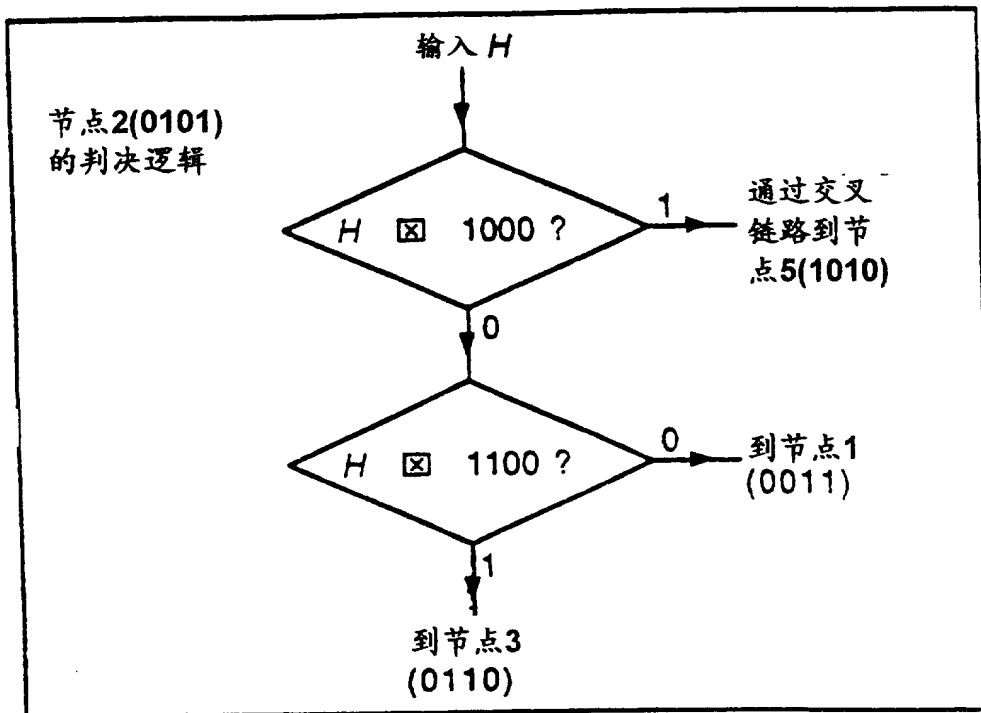 输入 H
节点2(0101)
的判决逻辑
H ☒ 1000 ?
1
通过交叉
链路到节
点5(1010)
0
H ☒ 1100 ?
0
到节点1
(0011)
1
到节点3
(0110)